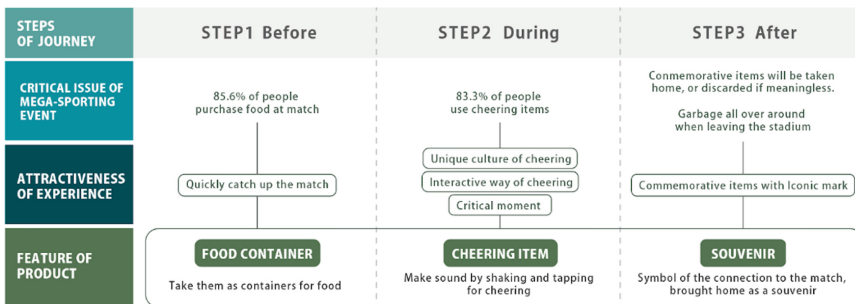 STEPS
OF JOURNEY
STEP1 Before
STEP2 During
STEP3 After
CRITICAL ISSUE OF
MEGA-SPORTING
EVENT
85.6% of people
purchase food at match
83.3% of people
use cheering items
Conmemorative items will be taken
home, or discarded if meaningless.
Garbage all over around
when leaving the stadium
ATTRACTIVENESS
OF EXPERIENCE
Quickly catch up the match
Unique culture of cheering
Interactive way of cheering
Critical moment
Commemorative items with Iconic mark
FEATURE OF
PRODUCT
FOOD CONTAINER
Take them as containers for food
CHEERING ITEM
Make sound by shaking and tapping
for cheering
SOUVENIR
Symbol of the connection to the match,
brought home as a souvenir